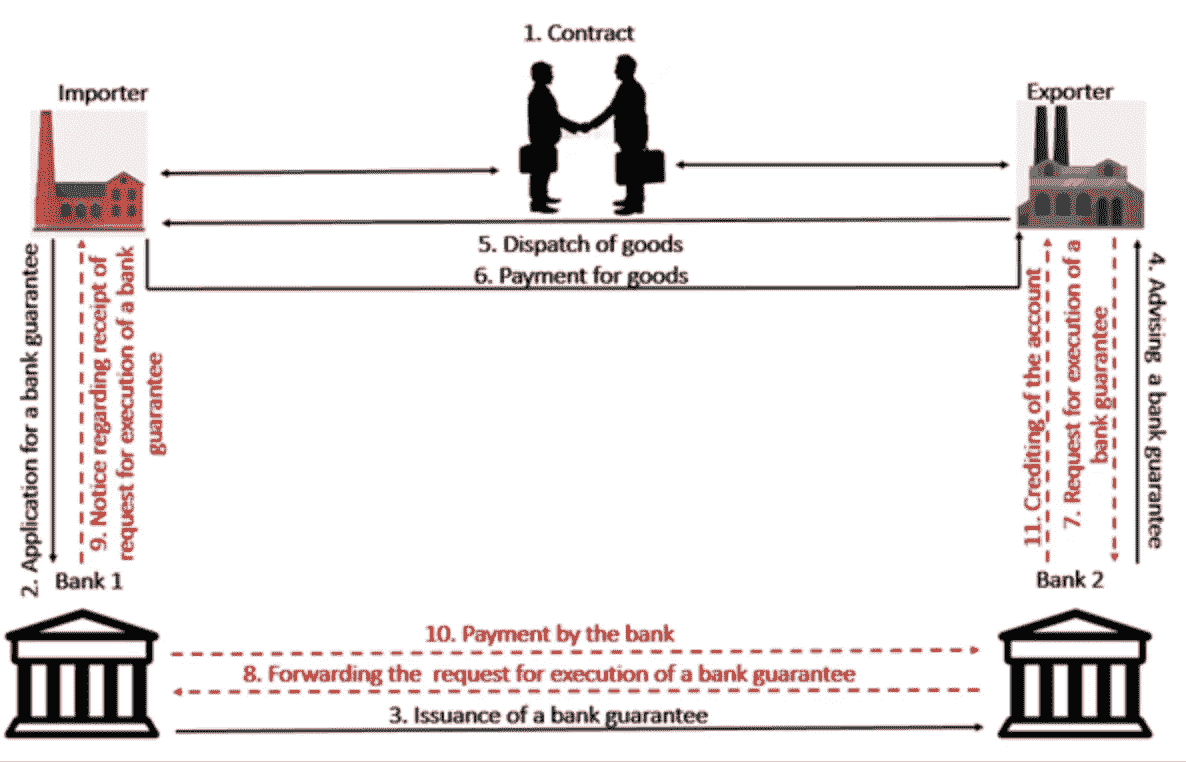 1. Contract
Importer
Exporter
5. Dispatch of goods
6. Payment for goods
2. Application for a bank guarantee
9. Notice regarding receipt of
request for execution of a bank
guarantee
11. Crediting of the account
7. Request for execution of a
bank guarantee
4. Advising a bank guarantee
Bank 1
Bank 2
10. Payment by the bank
8. Forwarding the request for execution of a bank guarantee
3. Issuance of a bank guarantee